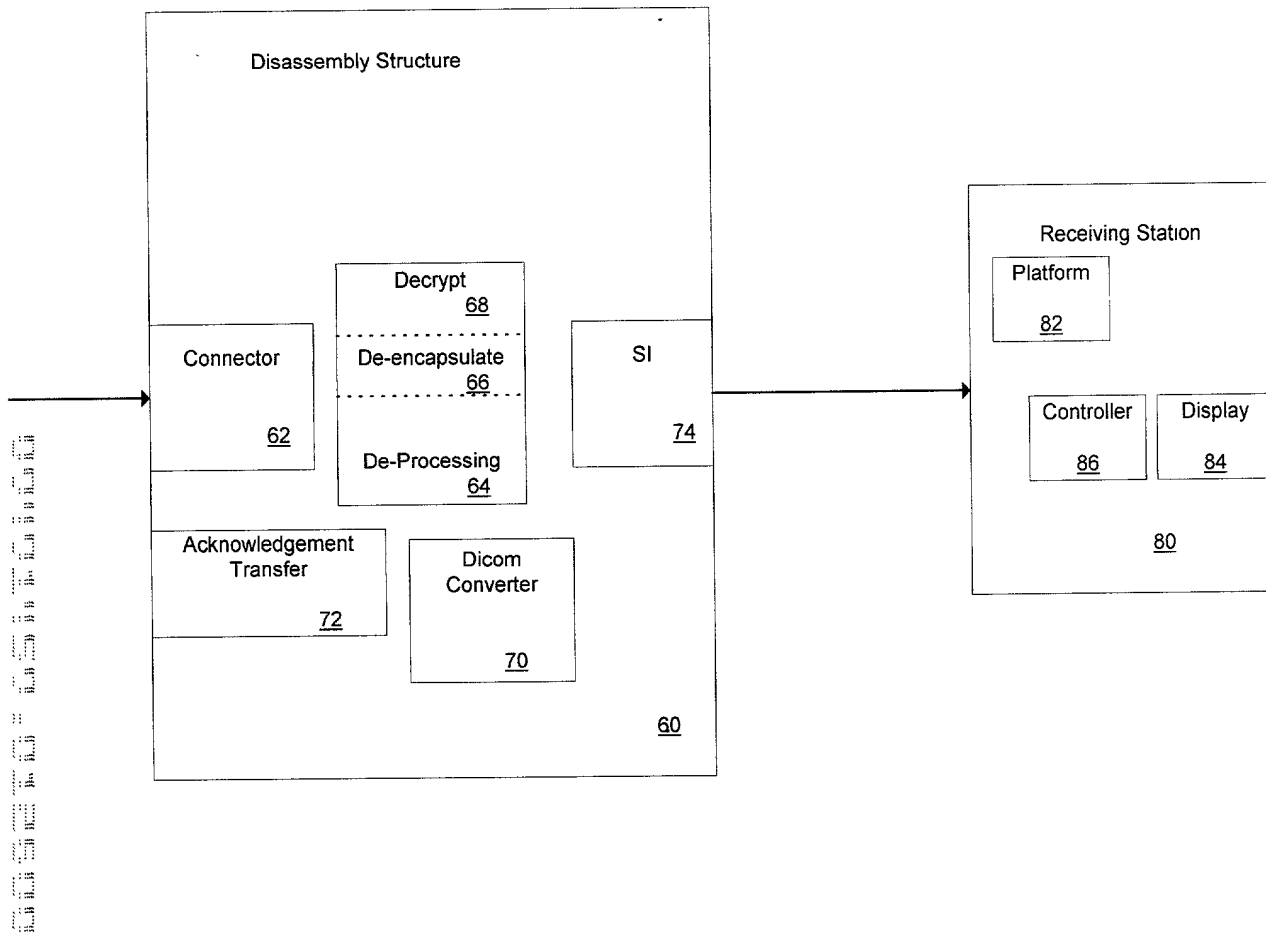 Disassembly Structure
Decrypt
68
De-encapsulate
66
De-Processing
64
Connector
62
SI
74
Acknowledgement
Transfer
72
Dicom
Converter
70
60
Receiving Station
Platform
82
Controller
86
Display
84
80